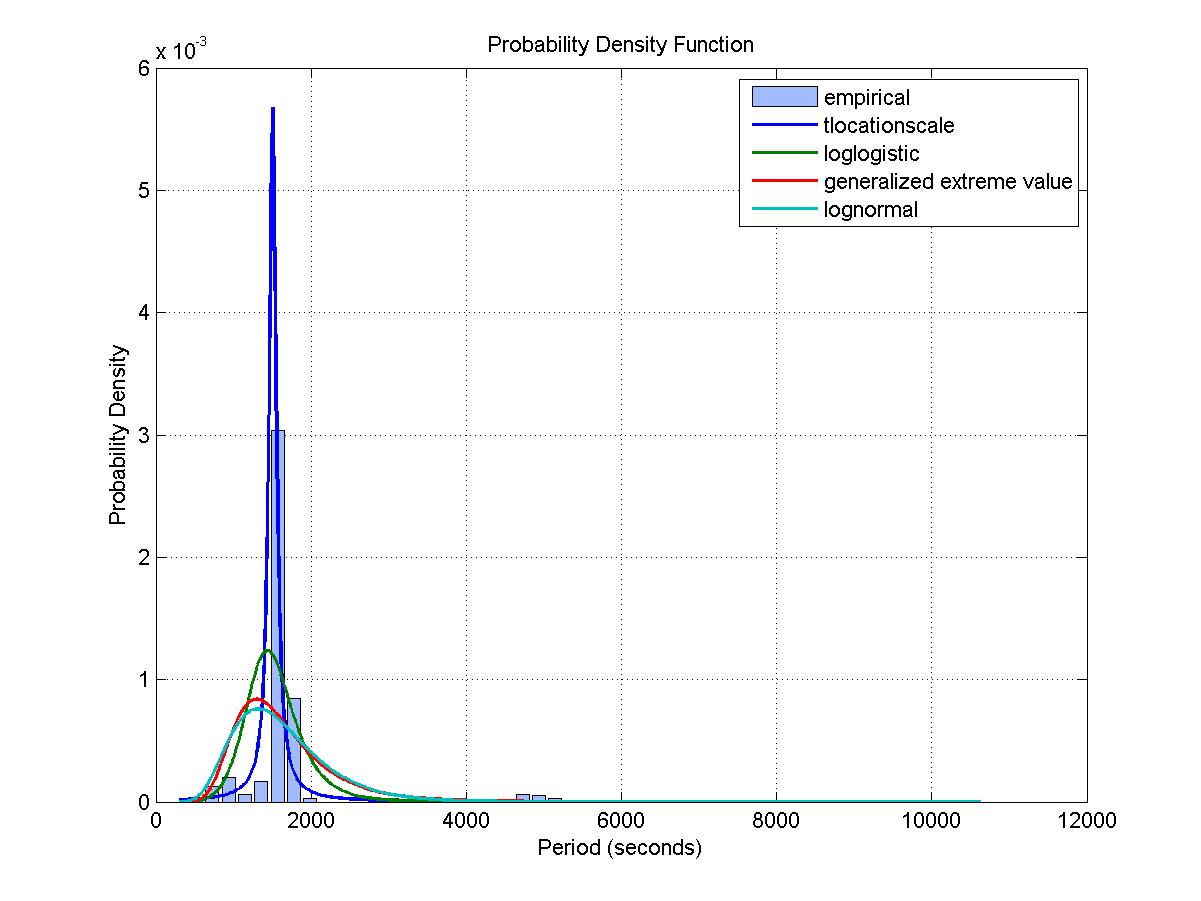 Probability Density Function
x 10-3
empirical
tlocationscale
loglogistic
generalized extreme value
lognormal
6
5
4
3
2
1
0
Probability Density
0 2000 4000 6000 8000 10000 12000
Period (seconds)